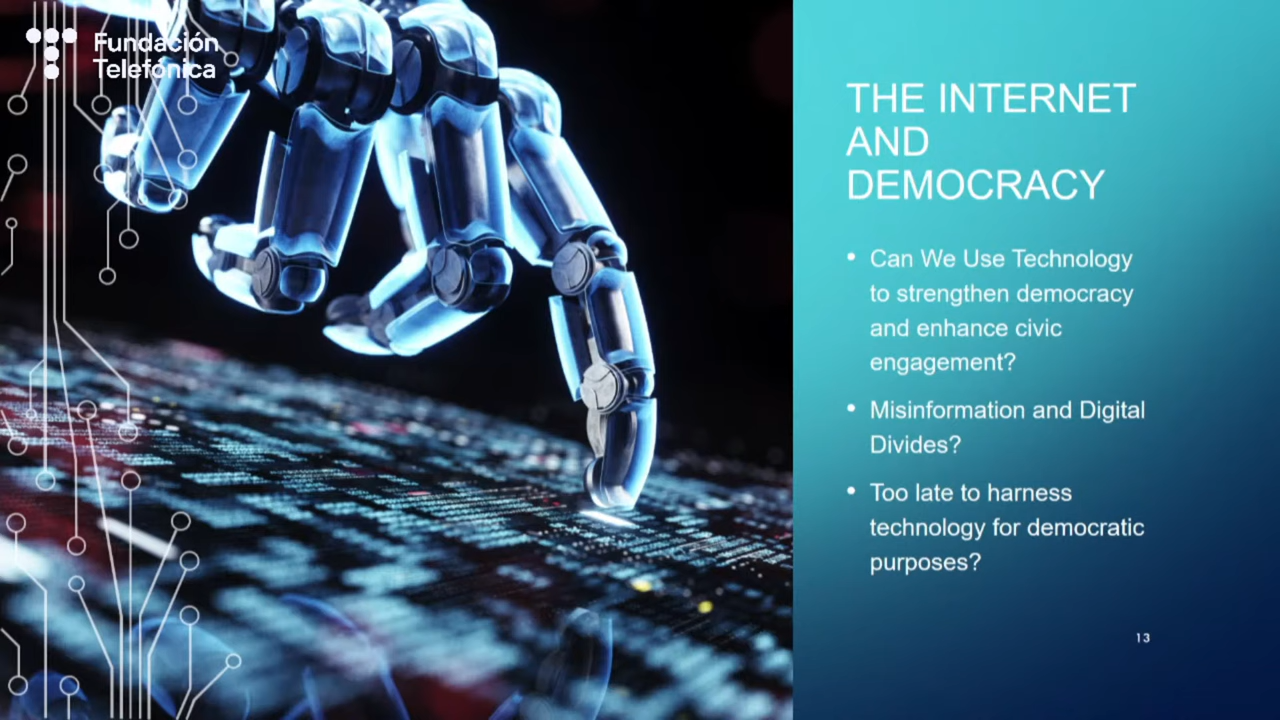 Fundación
Telefónica
THE INTERNET
AND
DEMOCRACY
• Can We Use Technology
to strengthen democracy
and enhance civic
engagement?
• Misinformation and Digital
Divides?
• Too late to harness
technology for democratic
purposes?
13